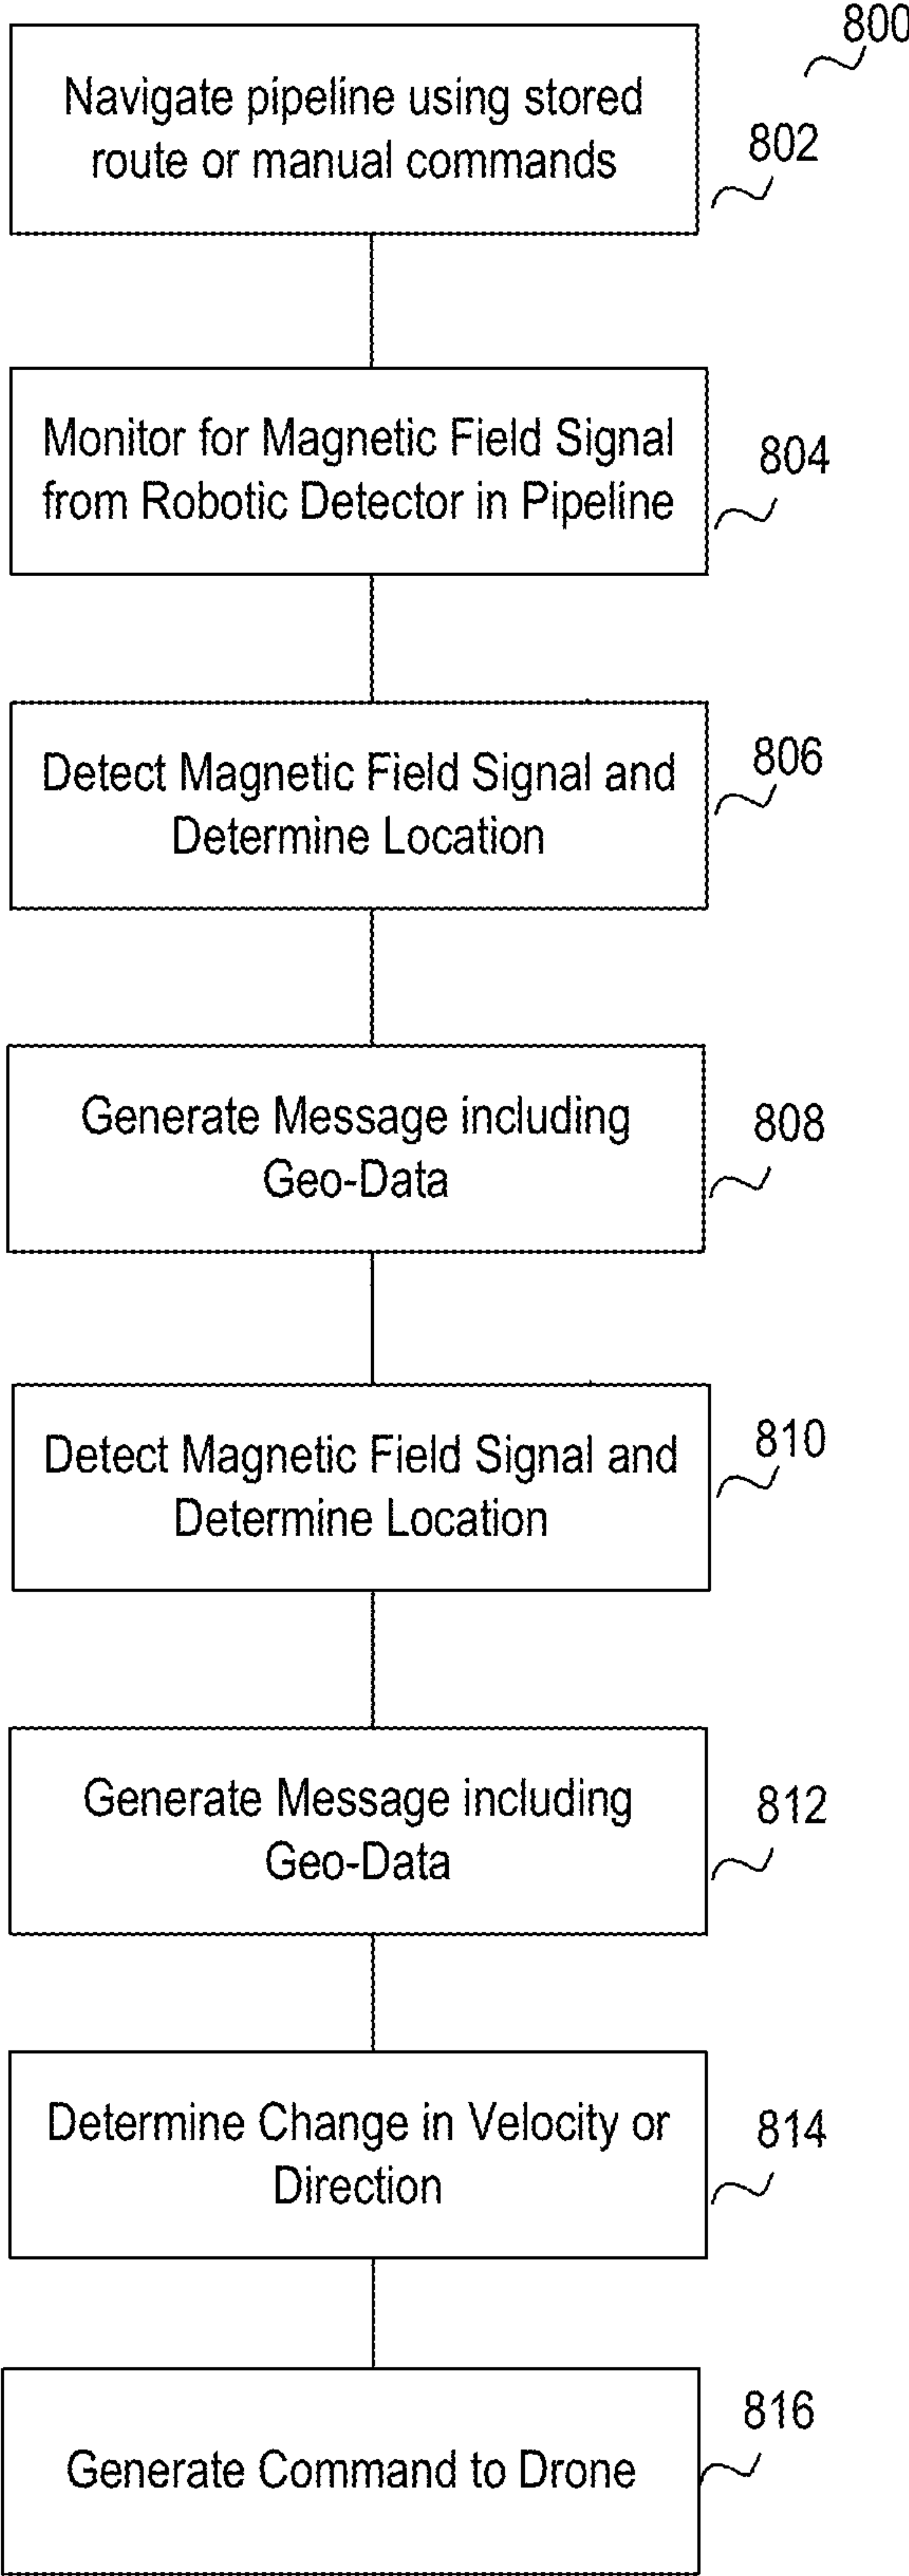 800
Navigate pipeline using stored
route or manual commands
802
Monitor for Magnetic Field Signal
from Robotic Detector in Pipeline
804
Detect Magnetic Field Signal and
Determine Location
806
Generate Message including
Geo-Data
808
Detect Magnetic Field Signal and
Determine Location
810
Generate Message including
Geo-Data
812
Determine Change in Velocity or
Direction
814
Generate Command to Drone
816